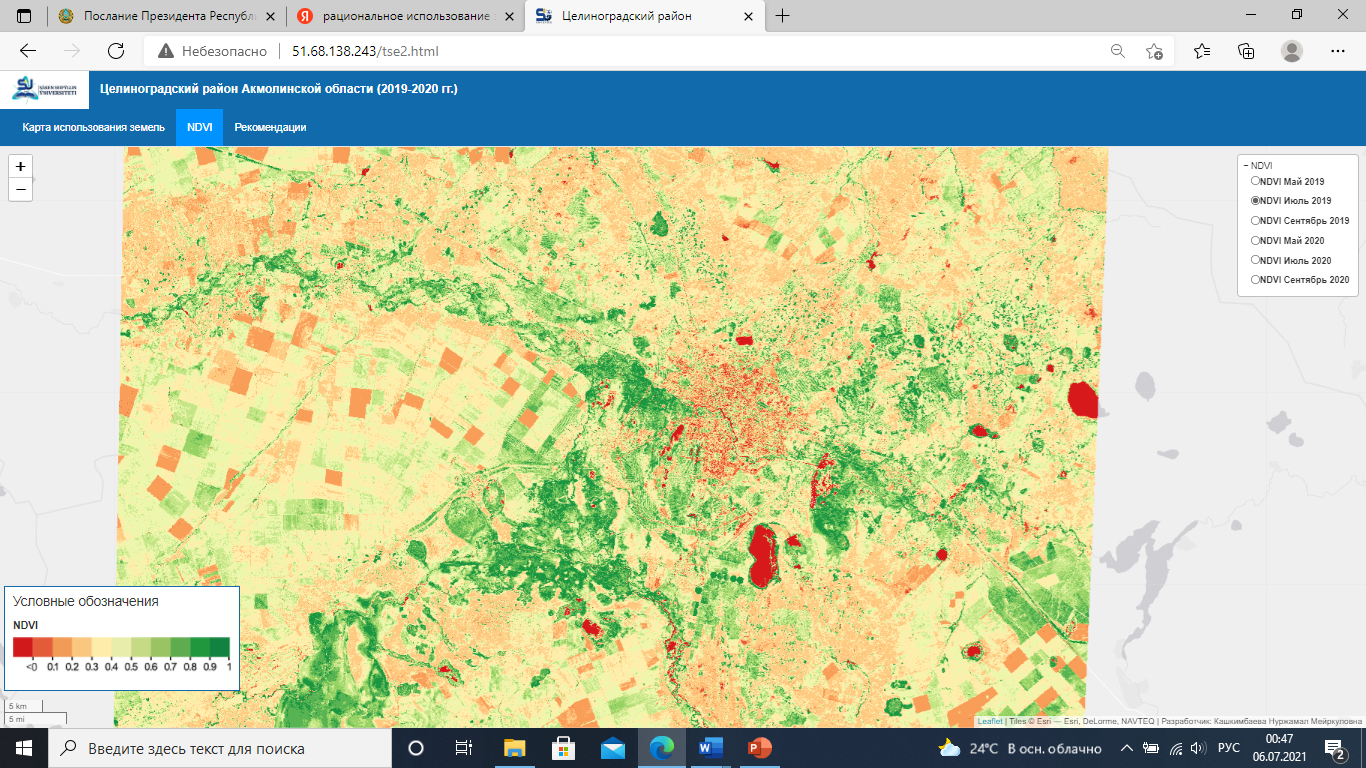 Послание Президента Республ
рациональное использование з
Целиноградский район
Небезопасно
51.68.138.243/tse2.html
SAKEN SEIFULLIN
UNIVERSITETI
Целиноградский район Акмолинской области (2019-2020 гг.)
Карта использования земель
NDVI
Рекомендации
+
−
− NDVI
NDVI Май 2019
NDVI Июль 2019
NDVI Сентябрь 2019
NDVI Май 2020
NDVI Июль 2020
NDVI Сентябрь 2020
Условные обозначения
NDVI
<0 0.1 0.2 0.3 0.4 0.5 0.6 0.7 0.8 0.9 1
5 km
5 mi
Leaflet | Tiles © Esri — Esri, DeLorme, NAVTEQ | Разработчик: Кашкимбаева Нуржамал Мейркуловна
Введите здесь текст для поиска
24°C В осн. облачно
РУС
00:47
06.07.2021
2